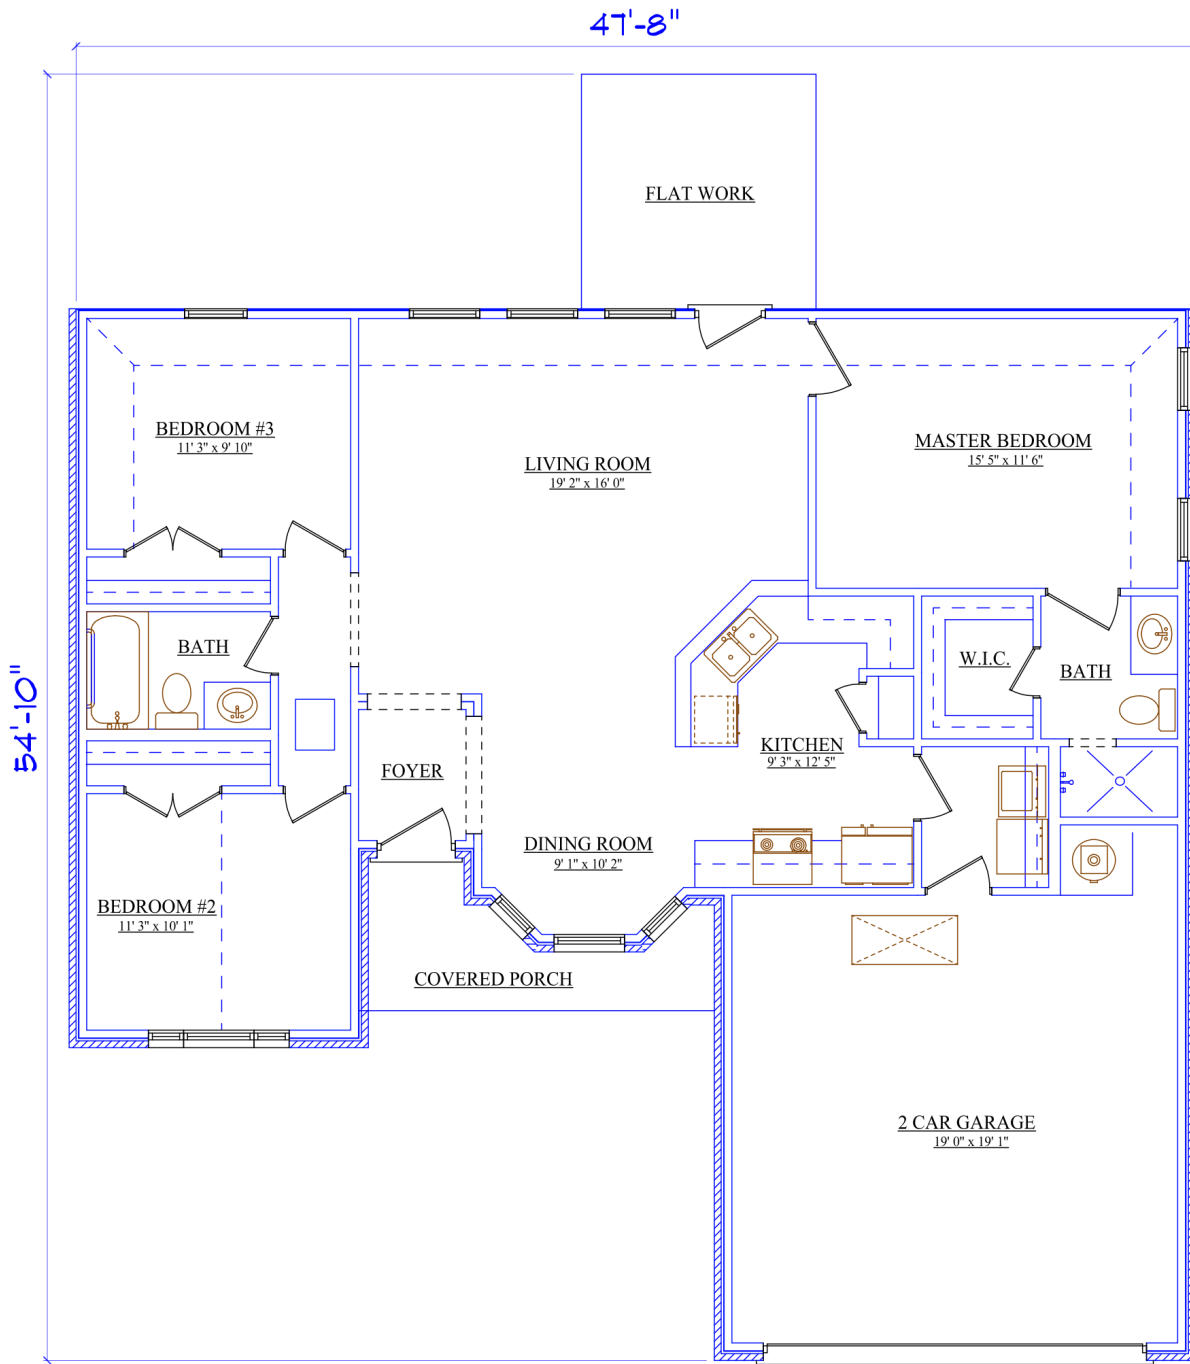 47'-8"
FLAT WORK
BEDROOM #3
11' 3" x 9' 10"
LIVING ROOM
19' 2" x 16' 0"
MASTER BEDROOM
15' 5" x 11' 6"
BATH
W.I.C.
BATH
54'-10"
FOYER
KITCHEN
9' 3" x 12' 5"
DINING ROOM
9' 1" x 10' 2"
BEDROOM #2
11' 3" x 10' 1"
COVERED PORCH
2 CAR GARAGE
19' 0" x 19' 1"